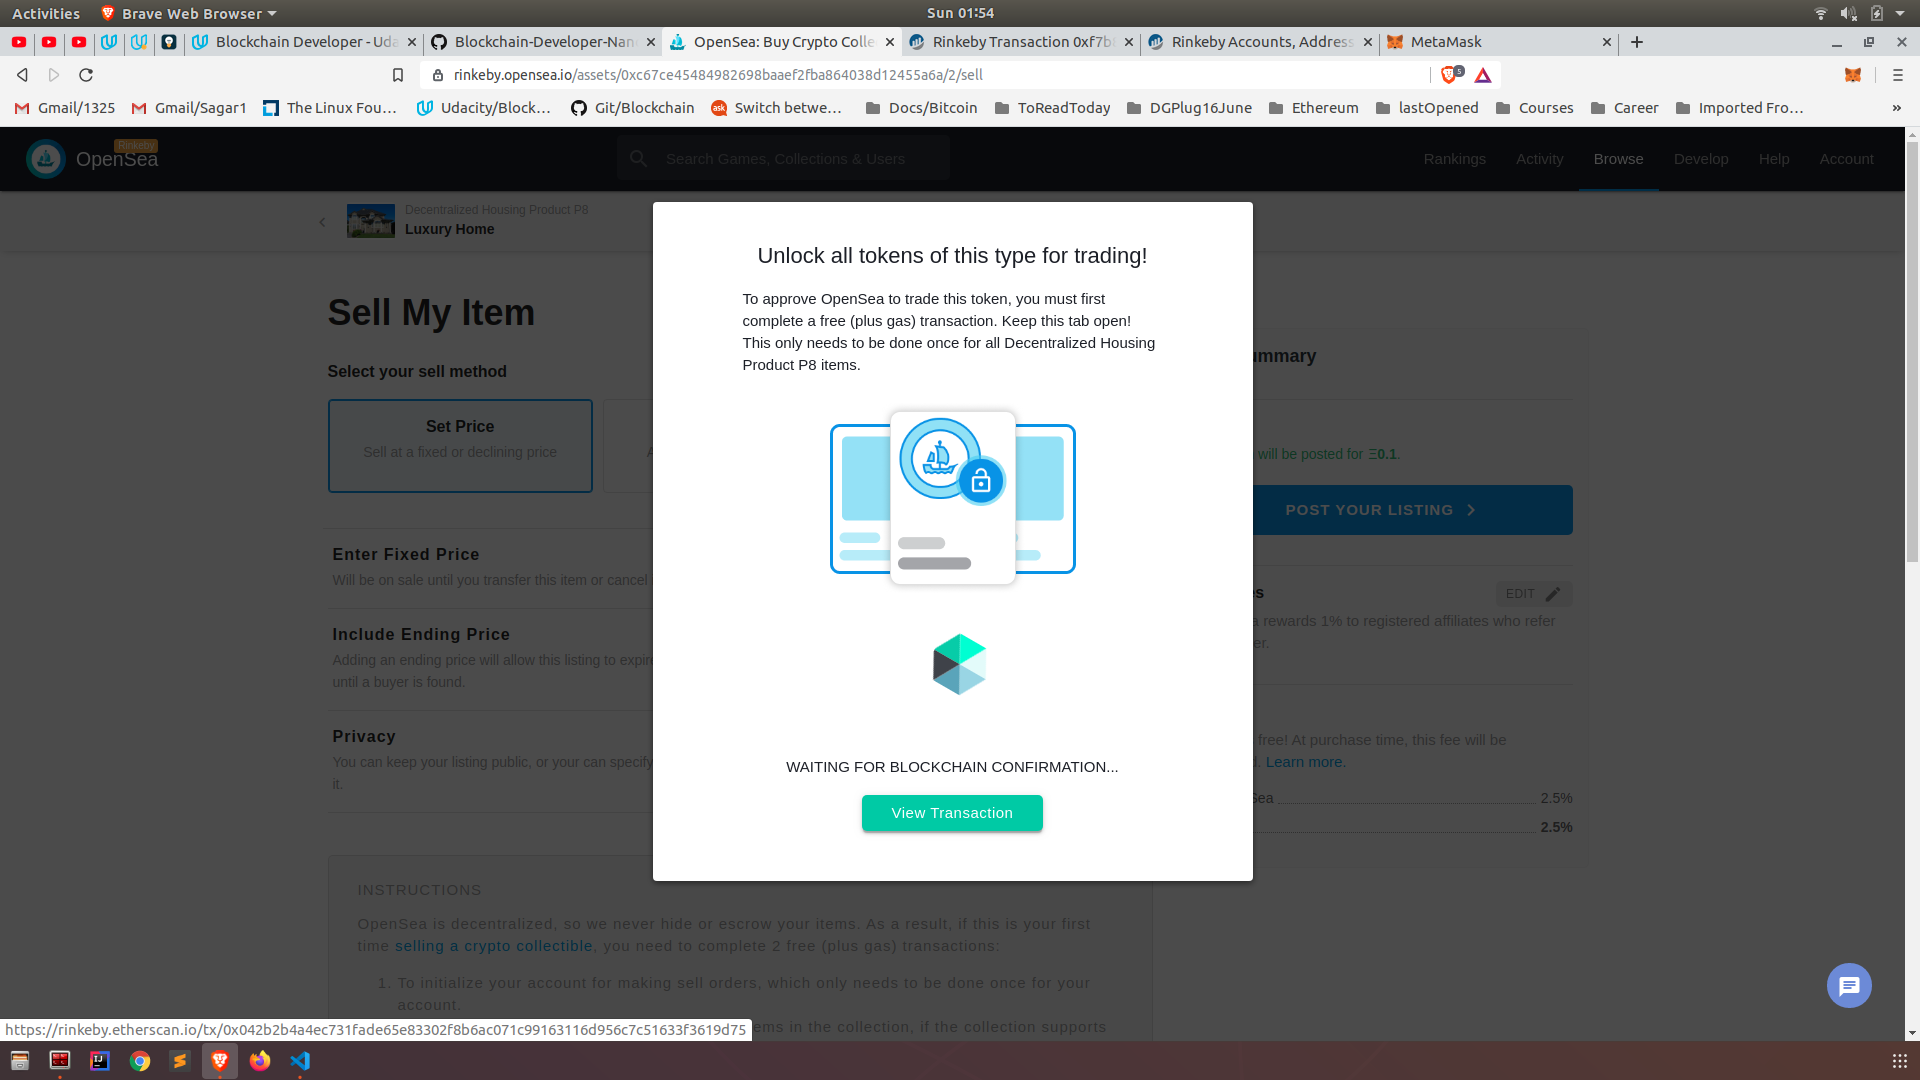 Activities Brave Web Browser Sun 01:54
Blockchain Developer - Uda Blockchain-Developer-Nan OpenSea: Buy Crypto Colle Rinkeby Transaction 0xf7b Rinkeby Accounts, Address MetaMask
rinkeby.opensea.io/assets/0xc67ce45484982698baaef2fba864038d12455a6a/2/sell 5
Gmail/1325 Gmail/Sagar1 The Linux Fou… Udacity/Block… Git/Blockchain Switch betwe… Docs/Bitcoin ToReadToday DGPlug16June Ethereum lastOpened Courses Career Imported Fro… »
Rinkeby
OpenSea Search Games, Collections & Users Rankings Activity Browse Develop Help Account
Decentralized Housing Product P8
Luxury Home
Unlock all tokens of this type for trading!
To approve OpenSea to trade this token, you must first
complete a free (plus gas) transaction. Keep this tab open!
This only needs to be done once for all Decentralized Housing
Product P8 items.
WAITING FOR BLOCKCHAIN CONFIRMATION...
View Transaction
Sell My Item
Select your sell method
Set Price
Sell at a fixed or declining price
Enter Fixed Price
Will be on sale until you transfer this item or cancel
Include Ending Price
Adding an ending price will allow this listing to expire
until a buyer is found.
Privacy
You can keep your listing public, or your can specify
it.
INSTRUCTIONS
OpenSea is decentralized, so we never hide or escrow your items. As a result, if this is your first
time selling a crypto collectible, you need to complete 2 free (plus gas) transactions:
1. To initialize your account for making sell orders, which only needs to be done once for your
account.
ems in the collection, if the collection supports
ummary
will be posted for Ξ0.1.
POST YOUR LISTING
es EDIT
a rewards 1% to registered affiliates who refer
er.
free! At purchase time, this fee will be
d. Learn more.
Sea 2.5%
2.5%
https://rinkeby.etherscan.io/tx/0x042b2b4a4ec731fade65e83302f8b6ac071c99163116d956c7c51633f3619d75